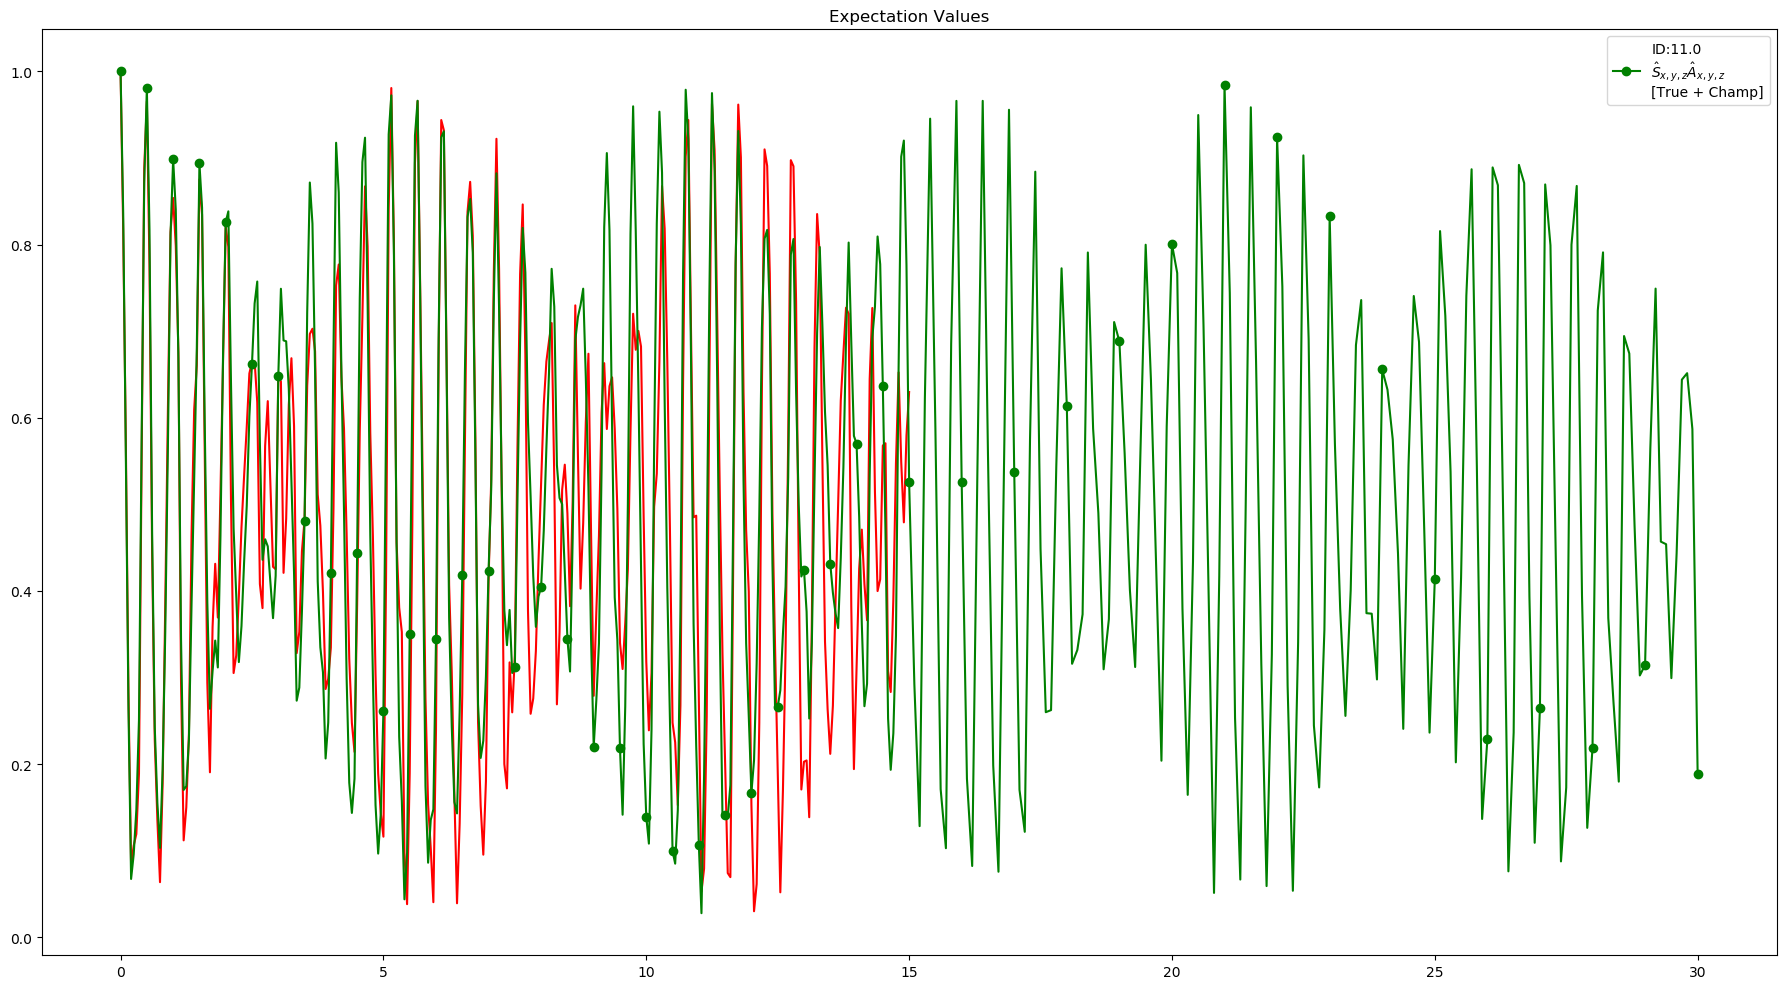 Expectation Values
ID:11.0
$\hat{S}_{x,y,z}\hat{A}_{x,y,z}$
[True + Champ]
1.0
0.8
0.6
0.4
0.2
0.0
0 5 10 15 20 25 30